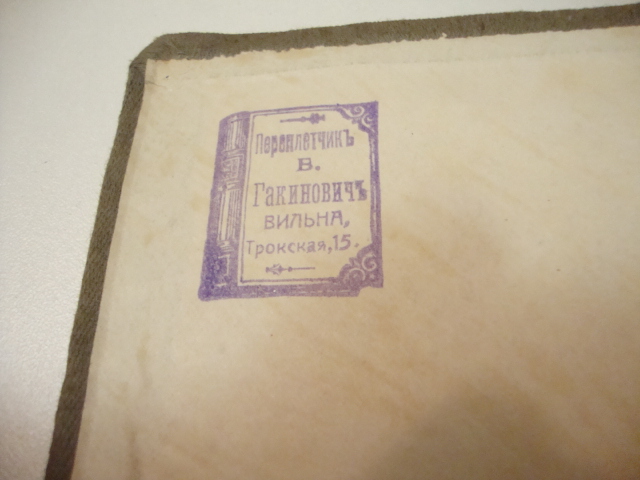 Переплетчикъ
В.
Гакиновичъ
ВИЛЬНА,
Трокская, 15.